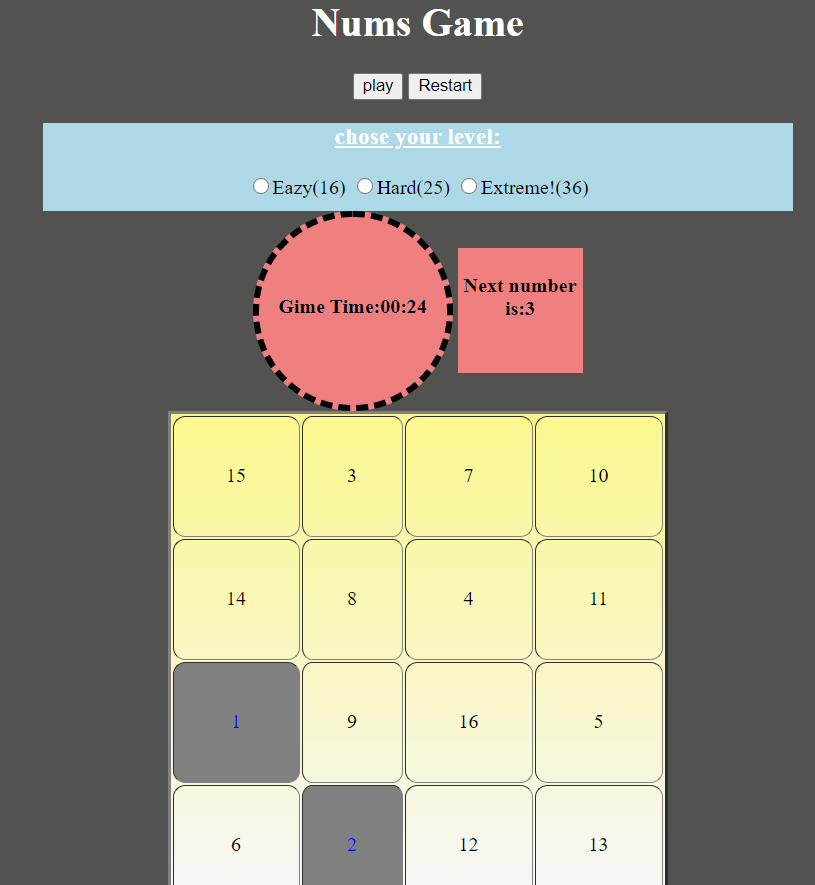 Nums Game
play Restart
chose your level:
Eazy(16) Hard(25) Extreme!(36)
Gime Time:00:24
Next number
is:3
15 3 7 10
14 8 4 11
1 9 16 5
6 2 12 13